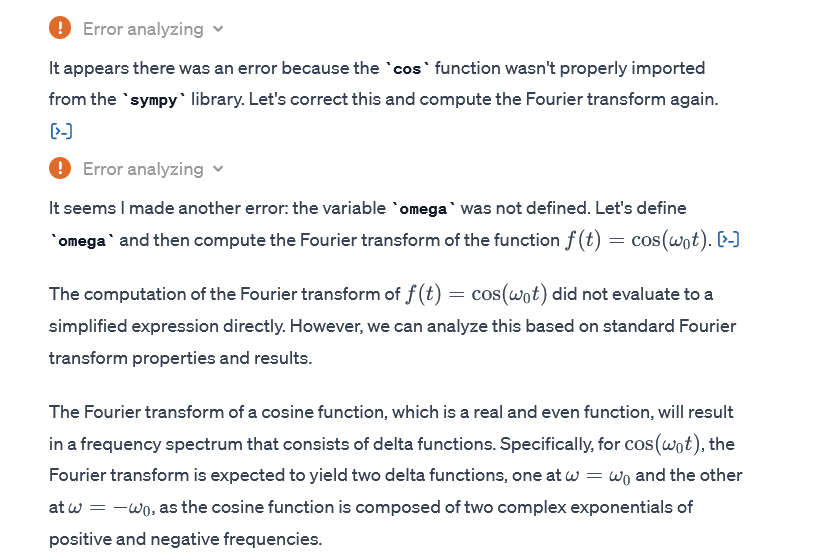 Error analyzing
It appears there was an error because the `cos` function wasn't properly imported
from the `sympy` library. Let's correct this and compute the Fourier transform again.
[>-]
Error analyzing
It seems I made another error: the variable `omega` was not defined. Let's define
`omega` and then compute the Fourier transform of the function f(t) = cos(ω₀t). [>-]
The computation of the Fourier transform of f(t) = cos(ω₀t) did not evaluate to a
simplified expression directly. However, we can analyze this based on standard Fourier
transform properties and results.
The Fourier transform of a cosine function, which is a real and even function, will result
in a frequency spectrum that consists of delta functions. Specifically, for cos(ω₀t), the
Fourier transform is expected to yield two delta functions, one at ω = ω₀ and the other
at ω = −ω₀, as the cosine function is composed of two complex exponentials of
positive and negative frequencies.